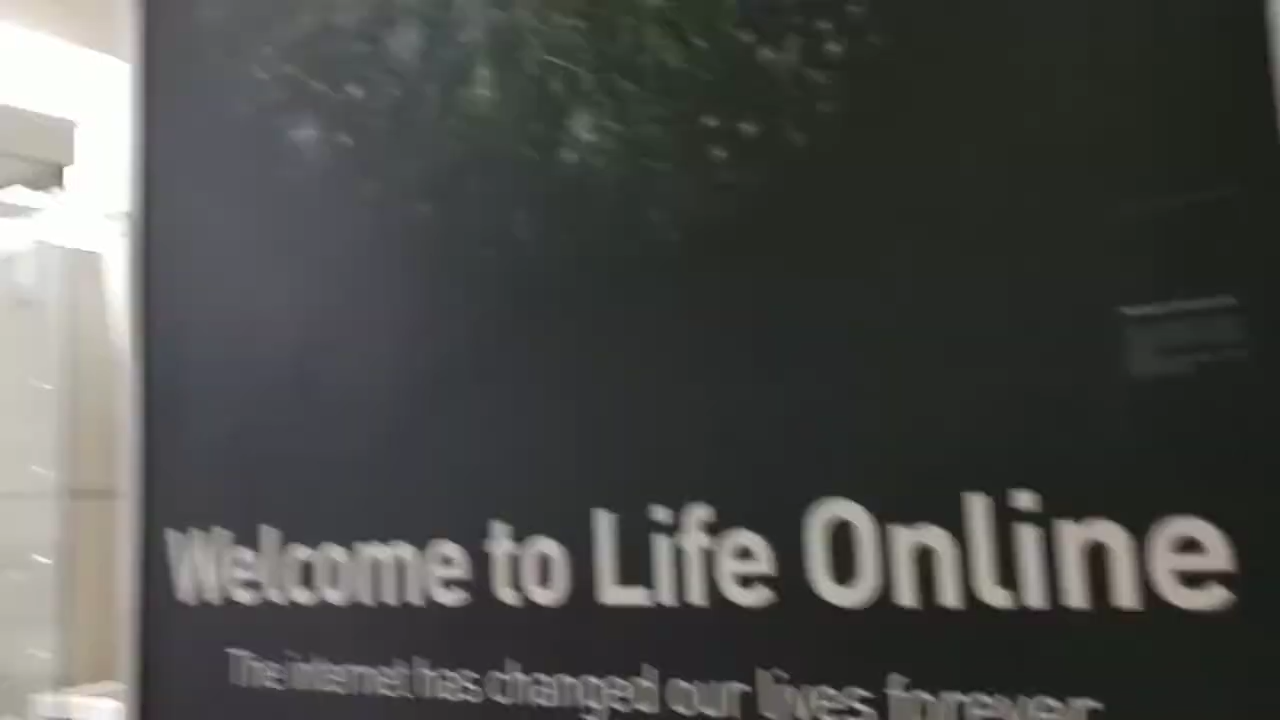 Welcome to Life Online
The internet has changed our lives forever.